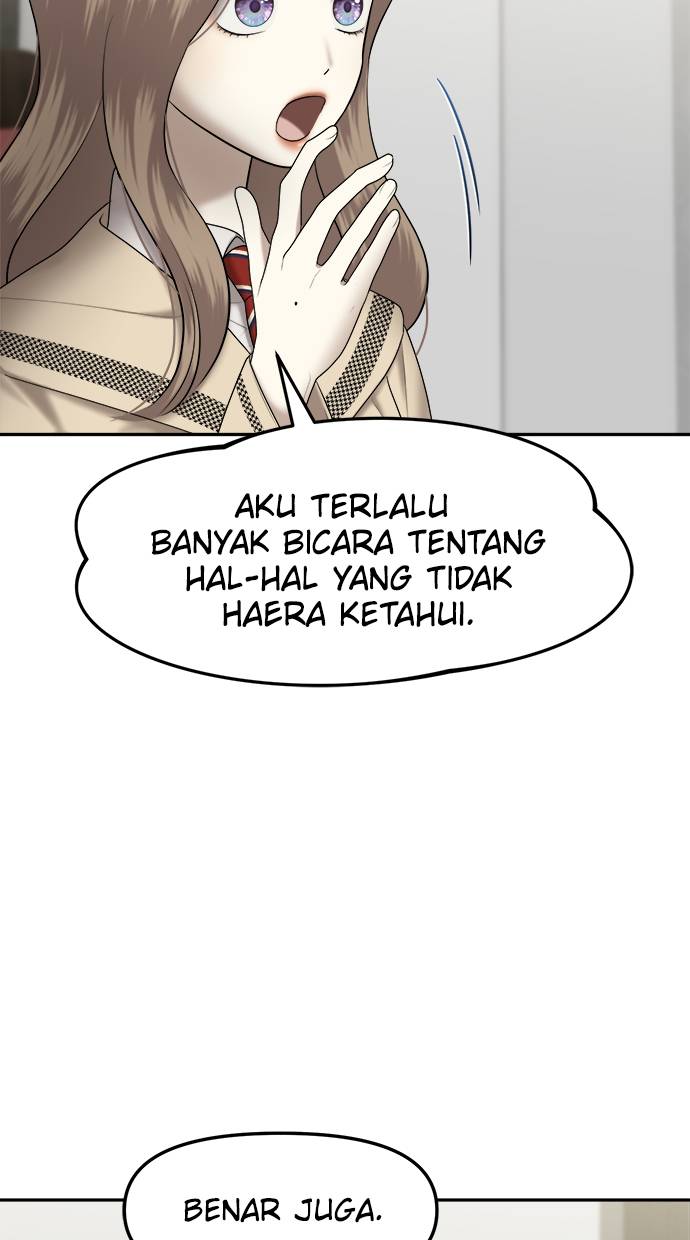 AKU TERLALU
BANYAK BICARA TENTANG
HAL-HAL YANG TIDAK
HAERA KETAHUI.
BENAR JUGA.